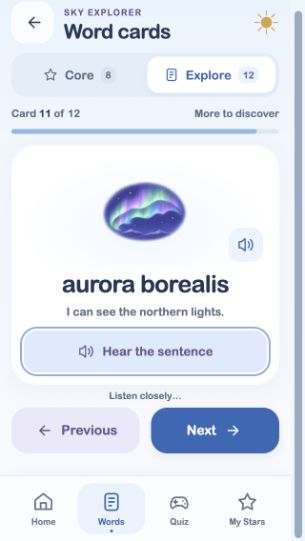 SKY EXPLORER
Word cards
Core 8
Explore 12
Card 11 of 12
More to discover
aurora borealis
I can see the northern lights.
Hear the sentence
Listen closely...
Previous
Next
Home
Words
Quiz
My Stars